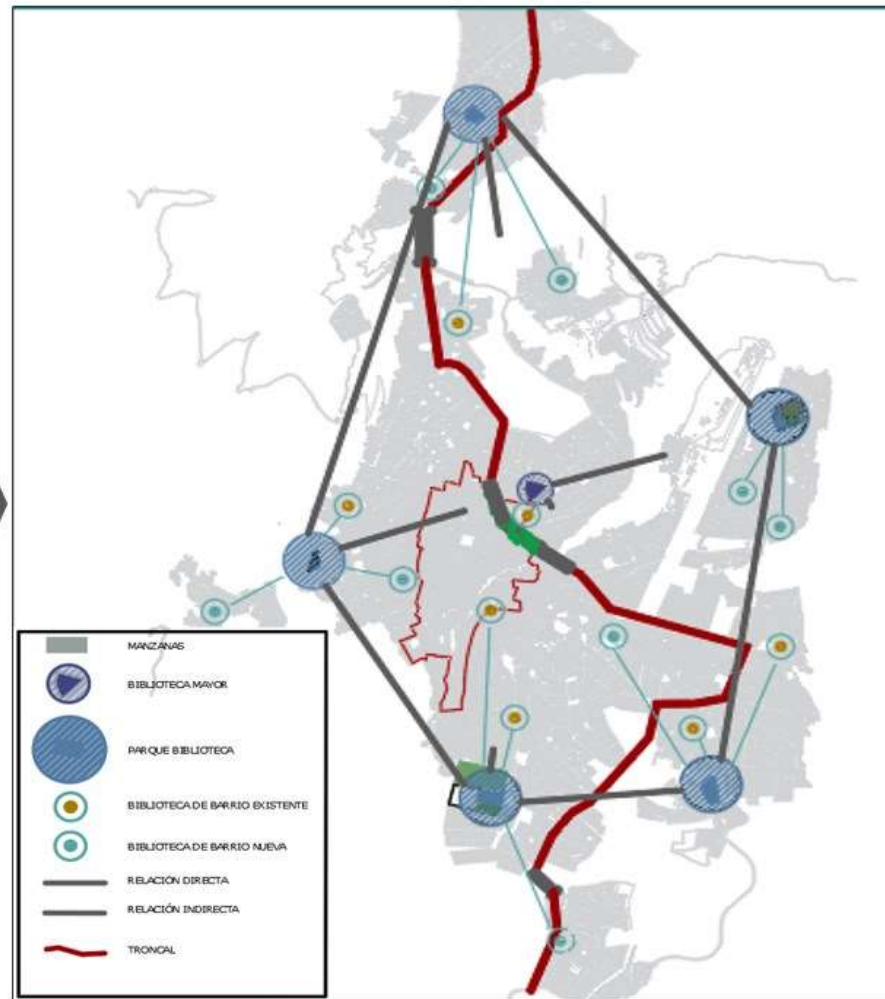 MANZANAS
BIBLIOTECA MAYOR
PARQUE BIBLIOTECA
BIBLIOTECA DE BARRIO EXISTENTE
BIBLIOTECA DE BARRIO NUEVA
RELACIÓN DIRECTA
RELACIÓN INDIRECTA
TRONCAL